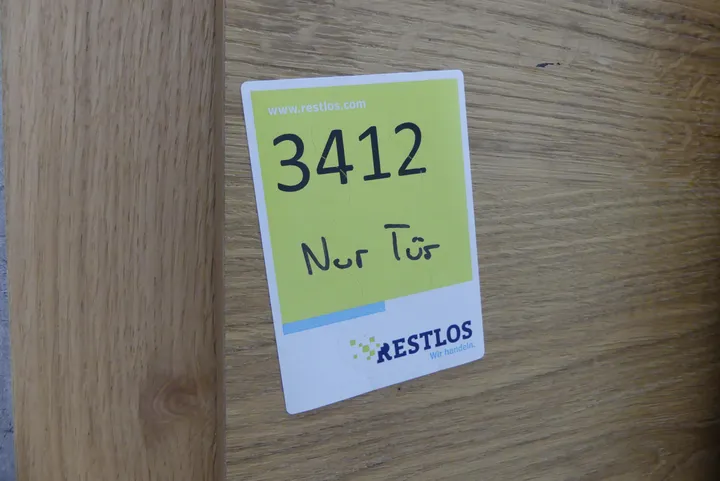 www.restlos.com
3412
Nur Tür
RESTLOS
Wir handeln.